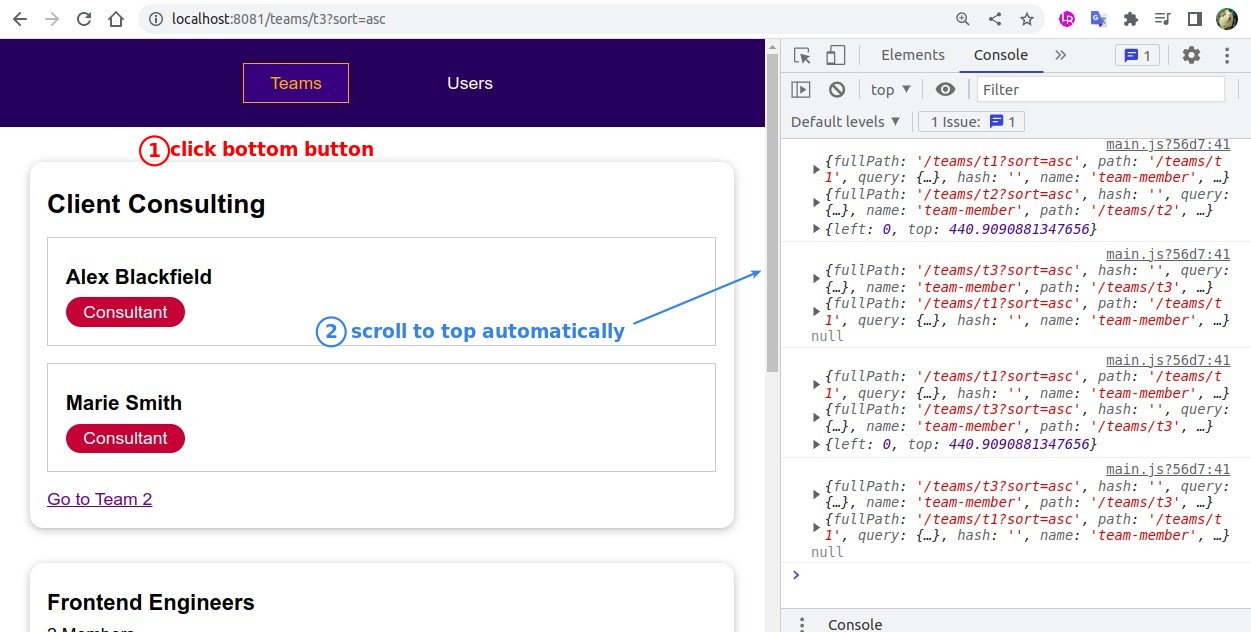 localhost:8081/teams/t3?sort=asc
Teams
Users
1 click bottom button
Client Consulting
Alex Blackfield
Consultant
2 scroll to top automatically
Marie Smith
Consultant
Go to Team 2
Frontend Engineers
2 Members
Elements
Console
1
top
Filter
Default levels
1 Issue: 1
main.js?56d7:41
{fullPath: '/teams/t1?sort=asc', path: '/teams/t
1', query: {…}, hash: '', name: 'team-member', …}
{fullPath: '/teams/t2?sort=asc', hash: '', query:
{…}, name: 'team-member', path: '/teams/t2', …}
{left: 0, top: 440.9090881347656}
main.js?56d7:41
{fullPath: '/teams/t3?sort=asc', hash: '', query:
{…}, name: 'team-member', path: '/teams/t3', …}
{fullPath: '/teams/t1?sort=asc', path: '/teams/t
1', query: {…}, hash: '', name: 'team-member', …}
null
main.js?56d7:41
{fullPath: '/teams/t1?sort=asc', path: '/teams/t
1', query: {…}, hash: '', name: 'team-member', …}
{fullPath: '/teams/t3?sort=asc', hash: '', query:
{…}, name: 'team-member', path: '/teams/t3', …}
{left: 0, top: 440.9090881347656}
main.js?56d7:41
{fullPath: '/teams/t3?sort=asc', hash: '', query:
{…}, name: 'team-member', path: '/teams/t3', …}
{fullPath: '/teams/t1?sort=asc', path: '/teams/t
1', query: {…}, hash: '', name: 'team-member', …}
null
Console